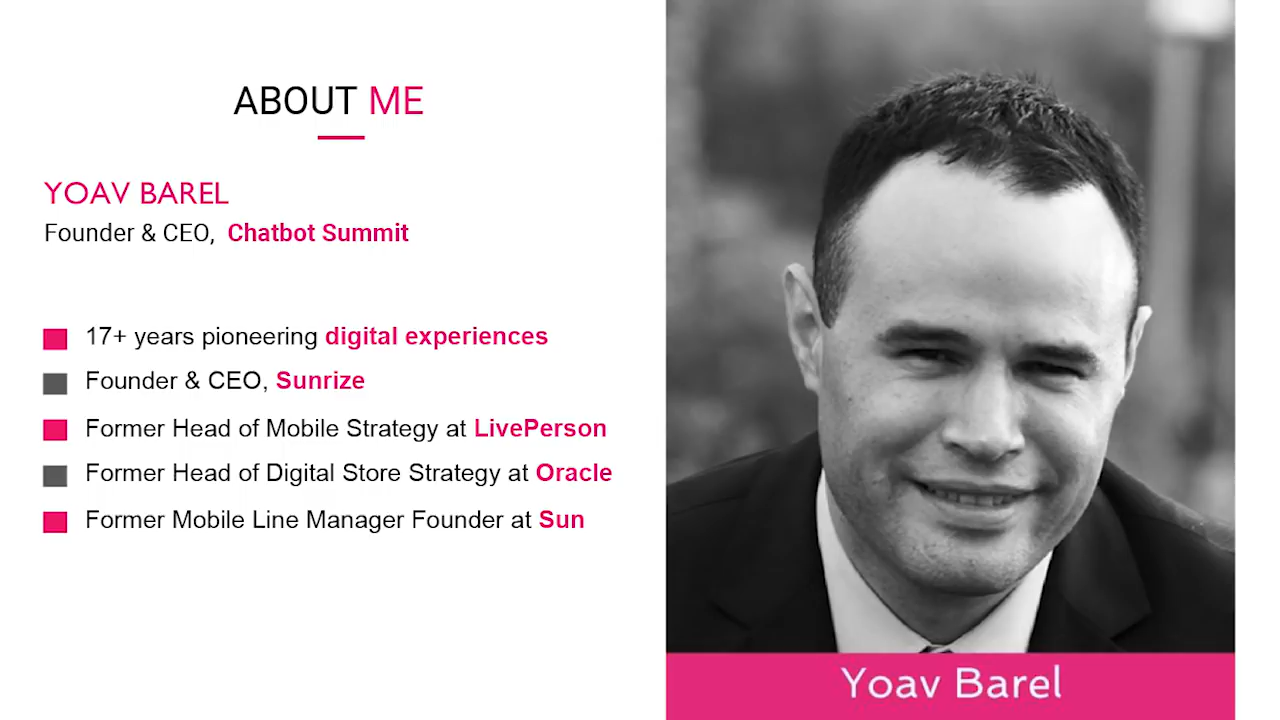 ABOUT ME
YOAV BAREL
Founder & CEO, Chatbot Summit
17+ years pioneering digital experiences
Founder & CEO, Sunrize
Former Head of Mobile Strategy at LivePerson
Former Head of Digital Store Strategy at Oracle
Former Mobile Line Manager Founder at Sun
Yoav Barel